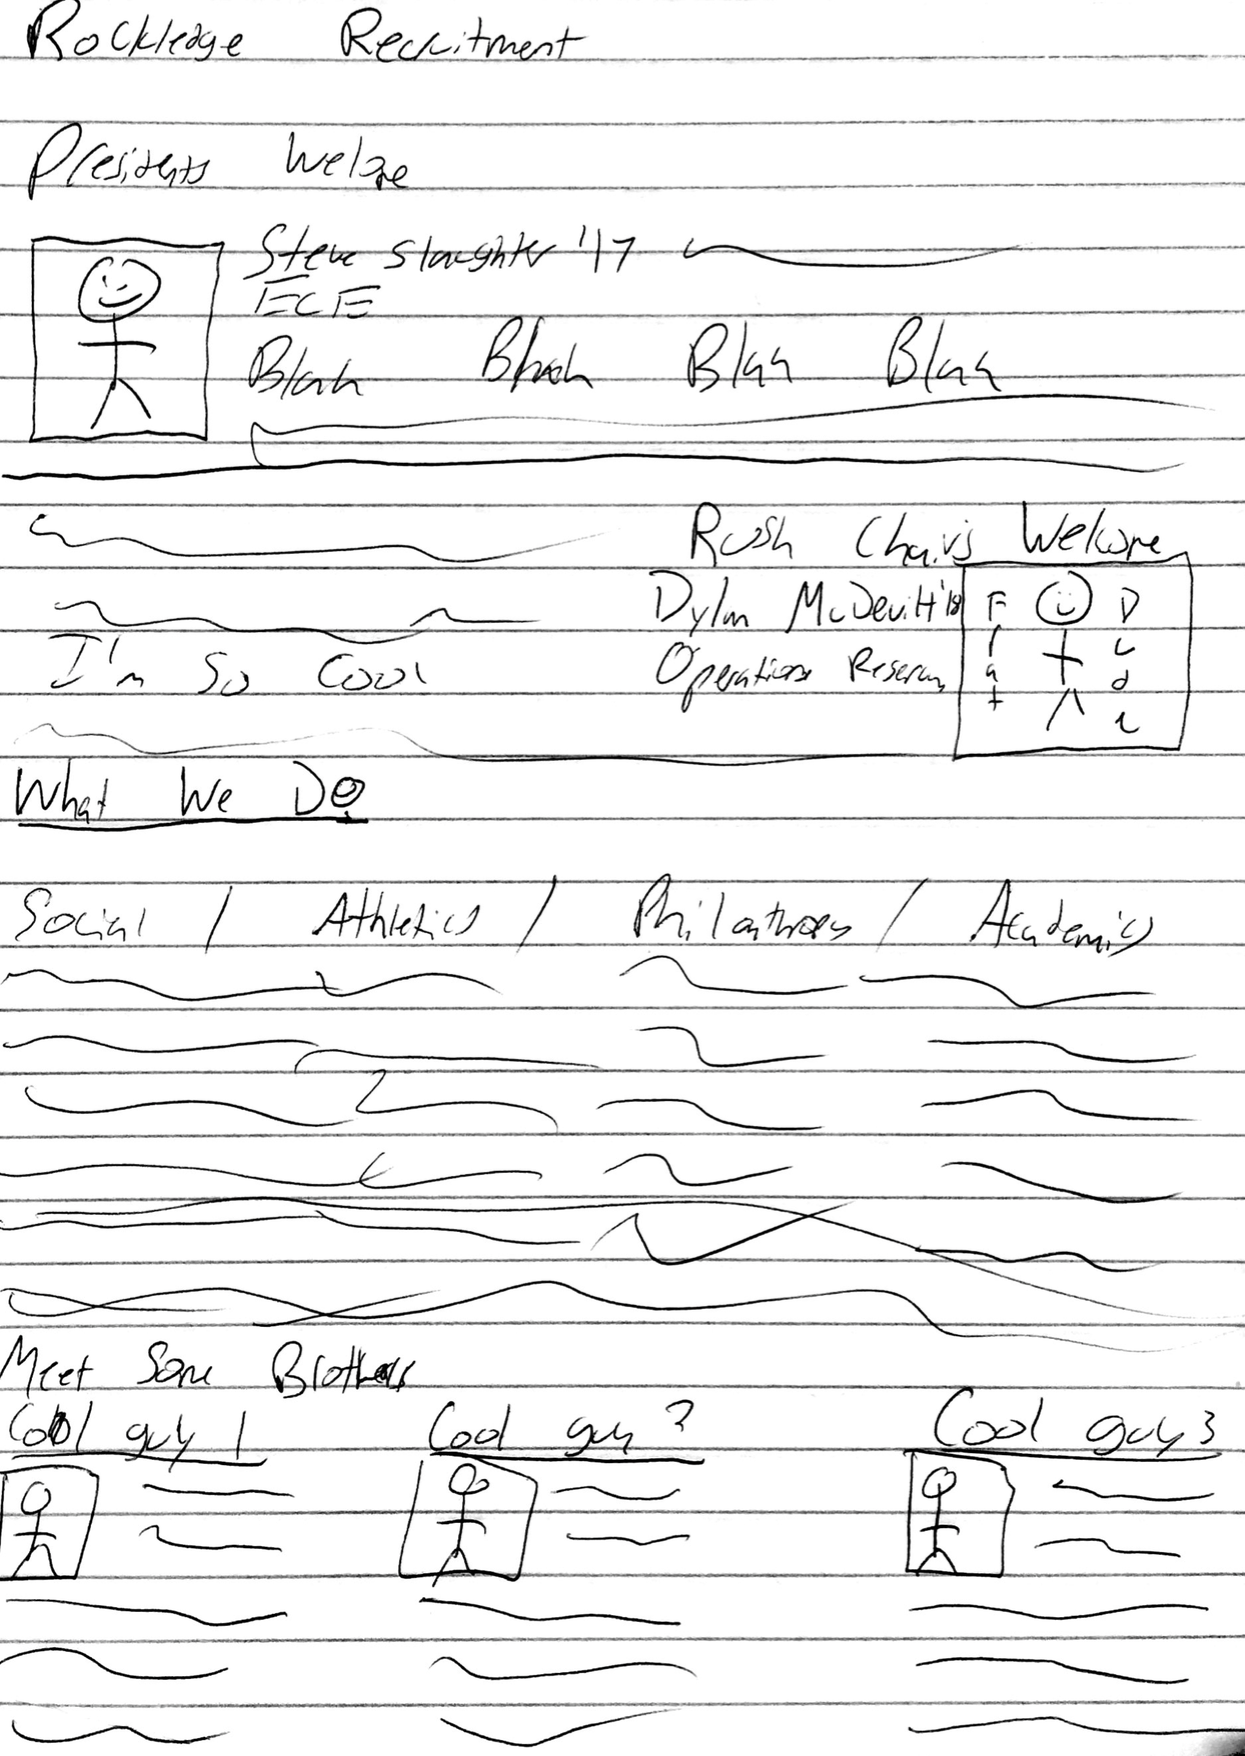 Rockledge Recruitment
Presidents Welcome
Steve Slaughter '17
ECE
Blah Blah Blah Blah
Rush Chairs Welcome
Dylan McDevitt '18
Operations Research
I'm So Cool
Frat Dude
What We Do
Social / Athletics / Philanthropy / Academics
Meet Some Brothers
Cool guy 1 Cool guy 2 Cool guy 3